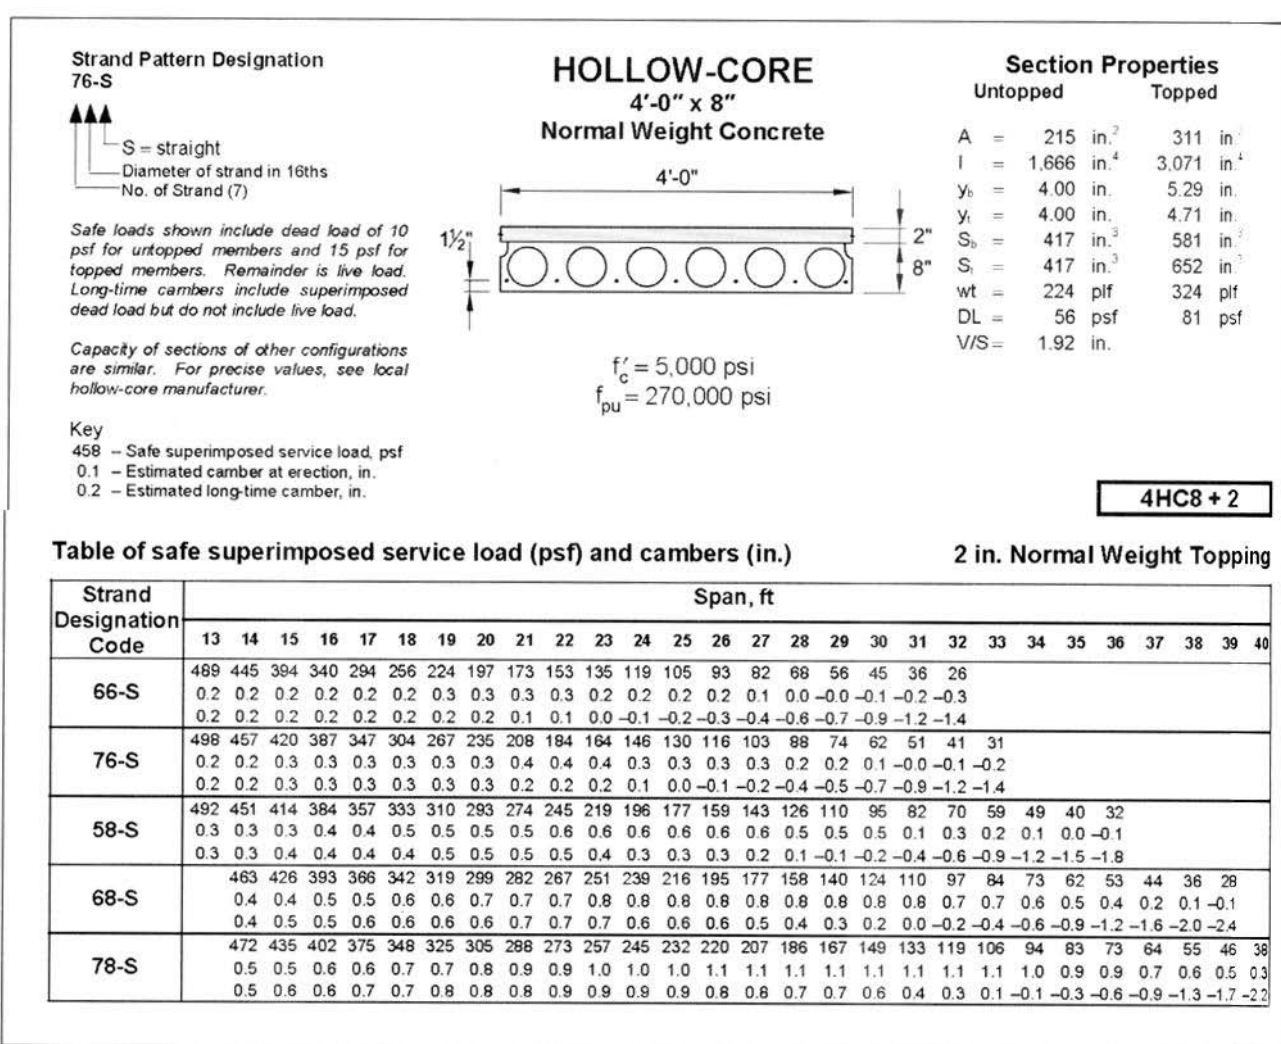 Strand Pattern Designation
76-S
S = straight
Diameter of strand in 16ths
No. of Strand (7)
Safe loads shown include dead load of 10
psf for untopped members and 15 psf for
topped members. Remainder is live load.
Long-time cambers include superimposed
dead load but do not include live load.
Capacity of sections of other configurations
are similar. For precise values, see local
hollow-core manufacturer.
Key
458 – Safe superimposed service load, psf
0.1 – Estimated camber at erection, in.
0.2 – Estimated long-time camber, in.
HOLLOW-CORE
4'-0" x 8"
Normal Weight Concrete
4'-0"
1½"
2"
8"
f′c = 5,000 psi
fpu = 270,000 psi
Section Properties
Untopped Topped
A = 215 in.² 311 in.
I = 1,666 in.⁴ 3,071 in.⁴
yb = 4.00 in. 5.29 in.
yt = 4.00 in. 4.71 in.
Sb = 417 in.³ 581 in.³
St = 417 in.³ 652 in.³
wt = 224 plf 324 plf
DL = 56 psf 81 psf
V/S = 1.92 in.
4HC8 + 2
Table of safe superimposed service load (psf) and cambers (in.) 2 in. Normal Weight Topping
Strand Designation Code
Span, ft
13 14 15 16 17 18 19 20 21 22 23 24 25 26 27 28 29 30 31 32 33 34 35 36 37 38 39 40
66-S
489 445 394 340 294 256 224 197 173 153 135 119 105 93 82 68 56 45 36 26
0.2 0.2 0.2 0.2 0.2 0.2 0.3 0.3 0.3 0.3 0.2 0.2 0.2 0.2 0.1 0.0 –0.0 –0.1 –0.2 –0.3
0.2 0.2 0.2 0.2 0.2 0.2 0.2 0.2 0.1 0.1 0.0 –0.1 –0.2 –0.3 –0.4 –0.6 –0.7 –0.9 –1.2 –1.4
76-S
498 457 420 387 347 304 267 235 208 184 164 146 130 116 103 88 74 62 51 41 31
0.2 0.2 0.3 0.3 0.3 0.3 0.3 0.3 0.4 0.4 0.4 0.3 0.3 0.3 0.3 0.2 0.2 0.1 –0.0 –0.1 –0.2
0.2 0.2 0.3 0.3 0.3 0.3 0.3 0.3 0.2 0.2 0.2 0.1 0.0 –0.1 –0.2 –0.4 –0.5 –0.7 –0.9 –1.2 –1.4
58-S
492 451 414 384 357 333 310 293 274 245 219 196 177 159 143 126 110 95 82 70 59 49 40 32
0.3 0.3 0.3 0.4 0.4 0.5 0.5 0.5 0.5 0.6 0.6 0.6 0.6 0.6 0.6 0.5 0.5 0.5 0.1 0.3 0.2 0.1 0.0 –0.1
0.3 0.3 0.4 0.4 0.4 0.4 0.5 0.5 0.5 0.5 0.4 0.3 0.3 0.3 0.2 0.1 –0.1 –0.2 –0.4 –0.6 –0.9 –1.2 –1.5 –1.8
68-S
463 426 393 366 342 319 299 282 267 251 239 216 195 177 158 140 124 110 97 84 73 62 53 44 36 28
0.4 0.4 0.5 0.5 0.6 0.6 0.7 0.7 0.7 0.8 0.8 0.8 0.8 0.8 0.8 0.8 0.8 0.8 0.7 0.7 0.6 0.5 0.4 0.2 0.1 –0.1
0.4 0.5 0.5 0.6 0.6 0.6 0.6 0.7 0.7 0.7 0.6 0.6 0.6 0.5 0.4 0.3 0.2 0.0 –0.2 –0.4 –0.6 –0.9 –1.2 –1.6 –2.0 –2.4
78-S
472 435 402 375 348 325 305 288 273 257 245 232 220 207 186 167 149 133 119 106 94 83 73 64 55 46 38
0.5 0.5 0.6 0.6 0.7 0.7 0.8 0.9 0.9 1.0 1.0 1.0 1.1 1.1 1.1 1.1 1.1 1.1 1.1 1.1 1.0 0.9 0.9 0.7 0.6 0.5 0.3
0.5 0.6 0.6 0.7 0.7 0.8 0.8 0.8 0.9 0.9 0.9 0.9 0.8 0.8 0.7 0.7 0.6 0.4 0.3 0.1 –0.1 –0.3 –0.6 –0.9 –1.3 –1.7 –2.2